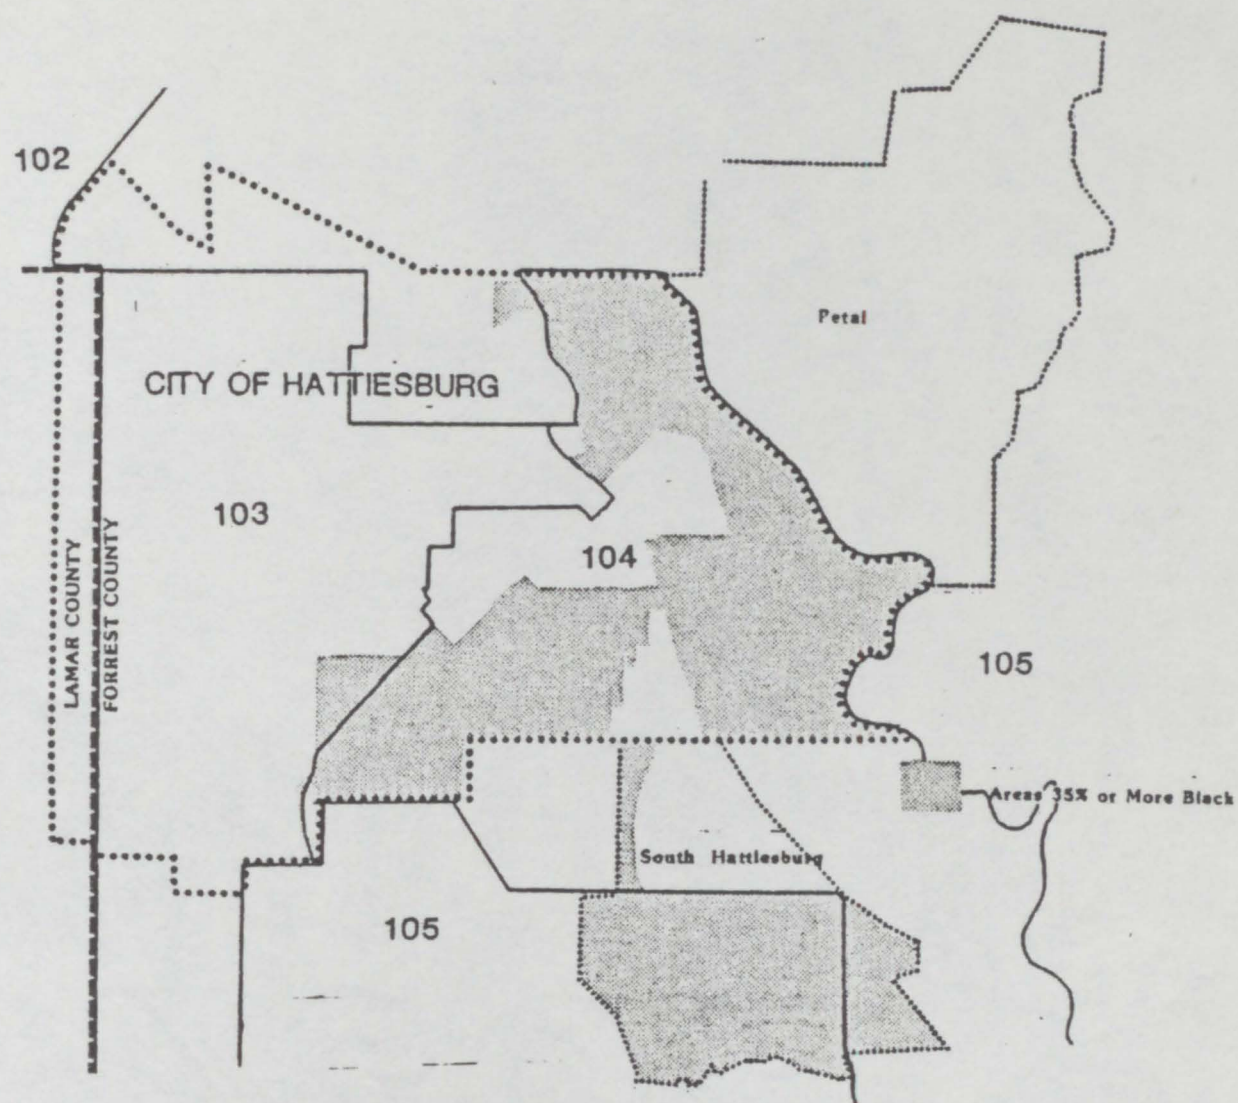 102
Petal
CITY OF HATTIESBURG
103
104
LAMAR COUNTY
FORREST COUNTY
105
Areas 35% or More Black
South Hattiesburg
105